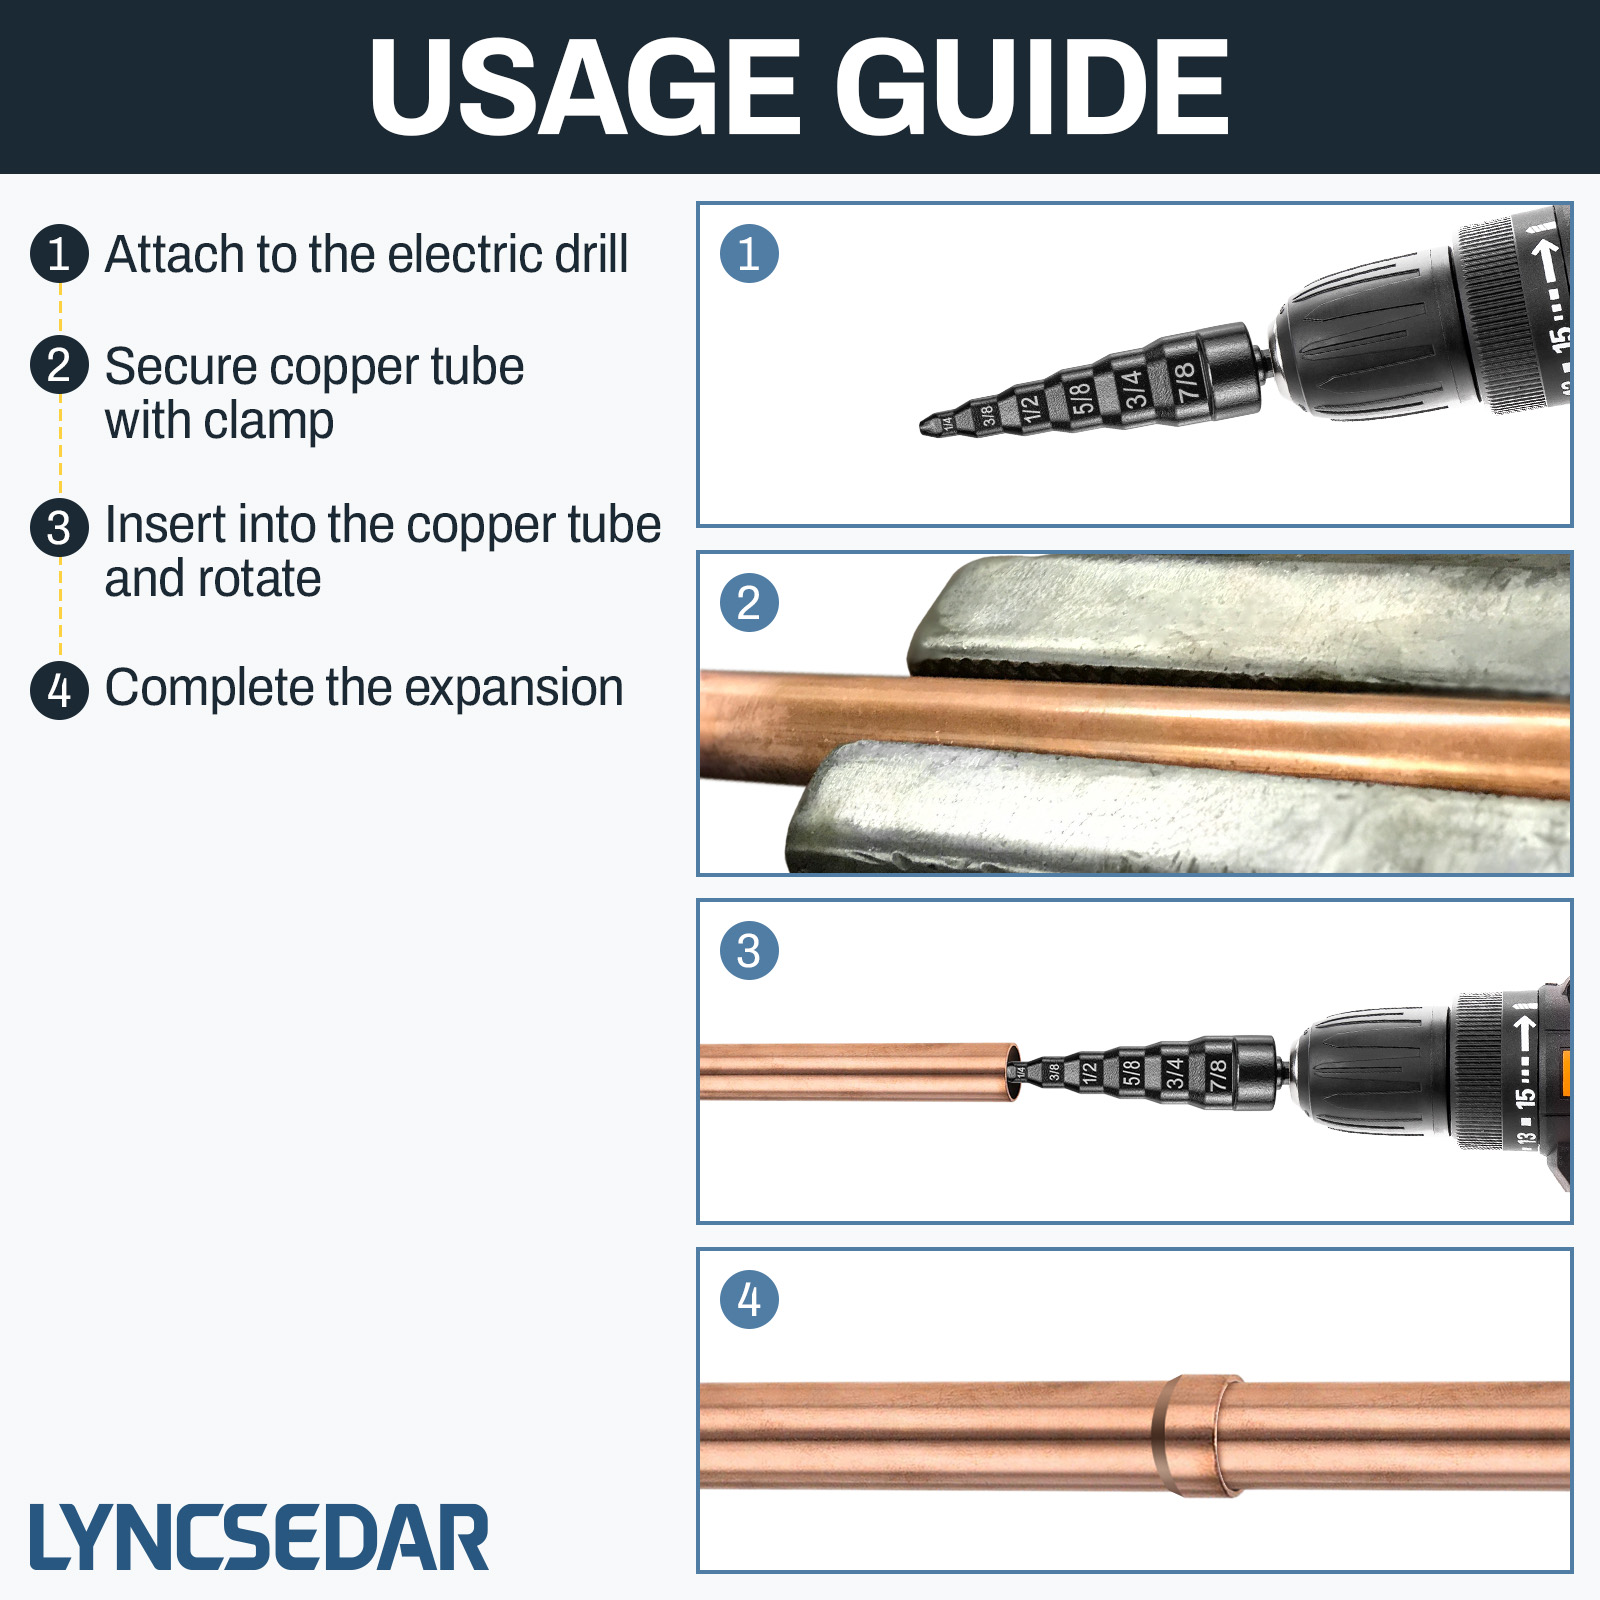 USAGE GUIDE
1 Attach to the electric drill
2 Secure copper tube
with clamp
3 Insert into the copper tube
and rotate
4 Complete the expansion
1
1/4 3/8 1/2 5/8 3/4 7/8
15
2
3
1/4 3/8 1/2 5/8 3/4 7/8
13 15
4
LYNCSEDAR